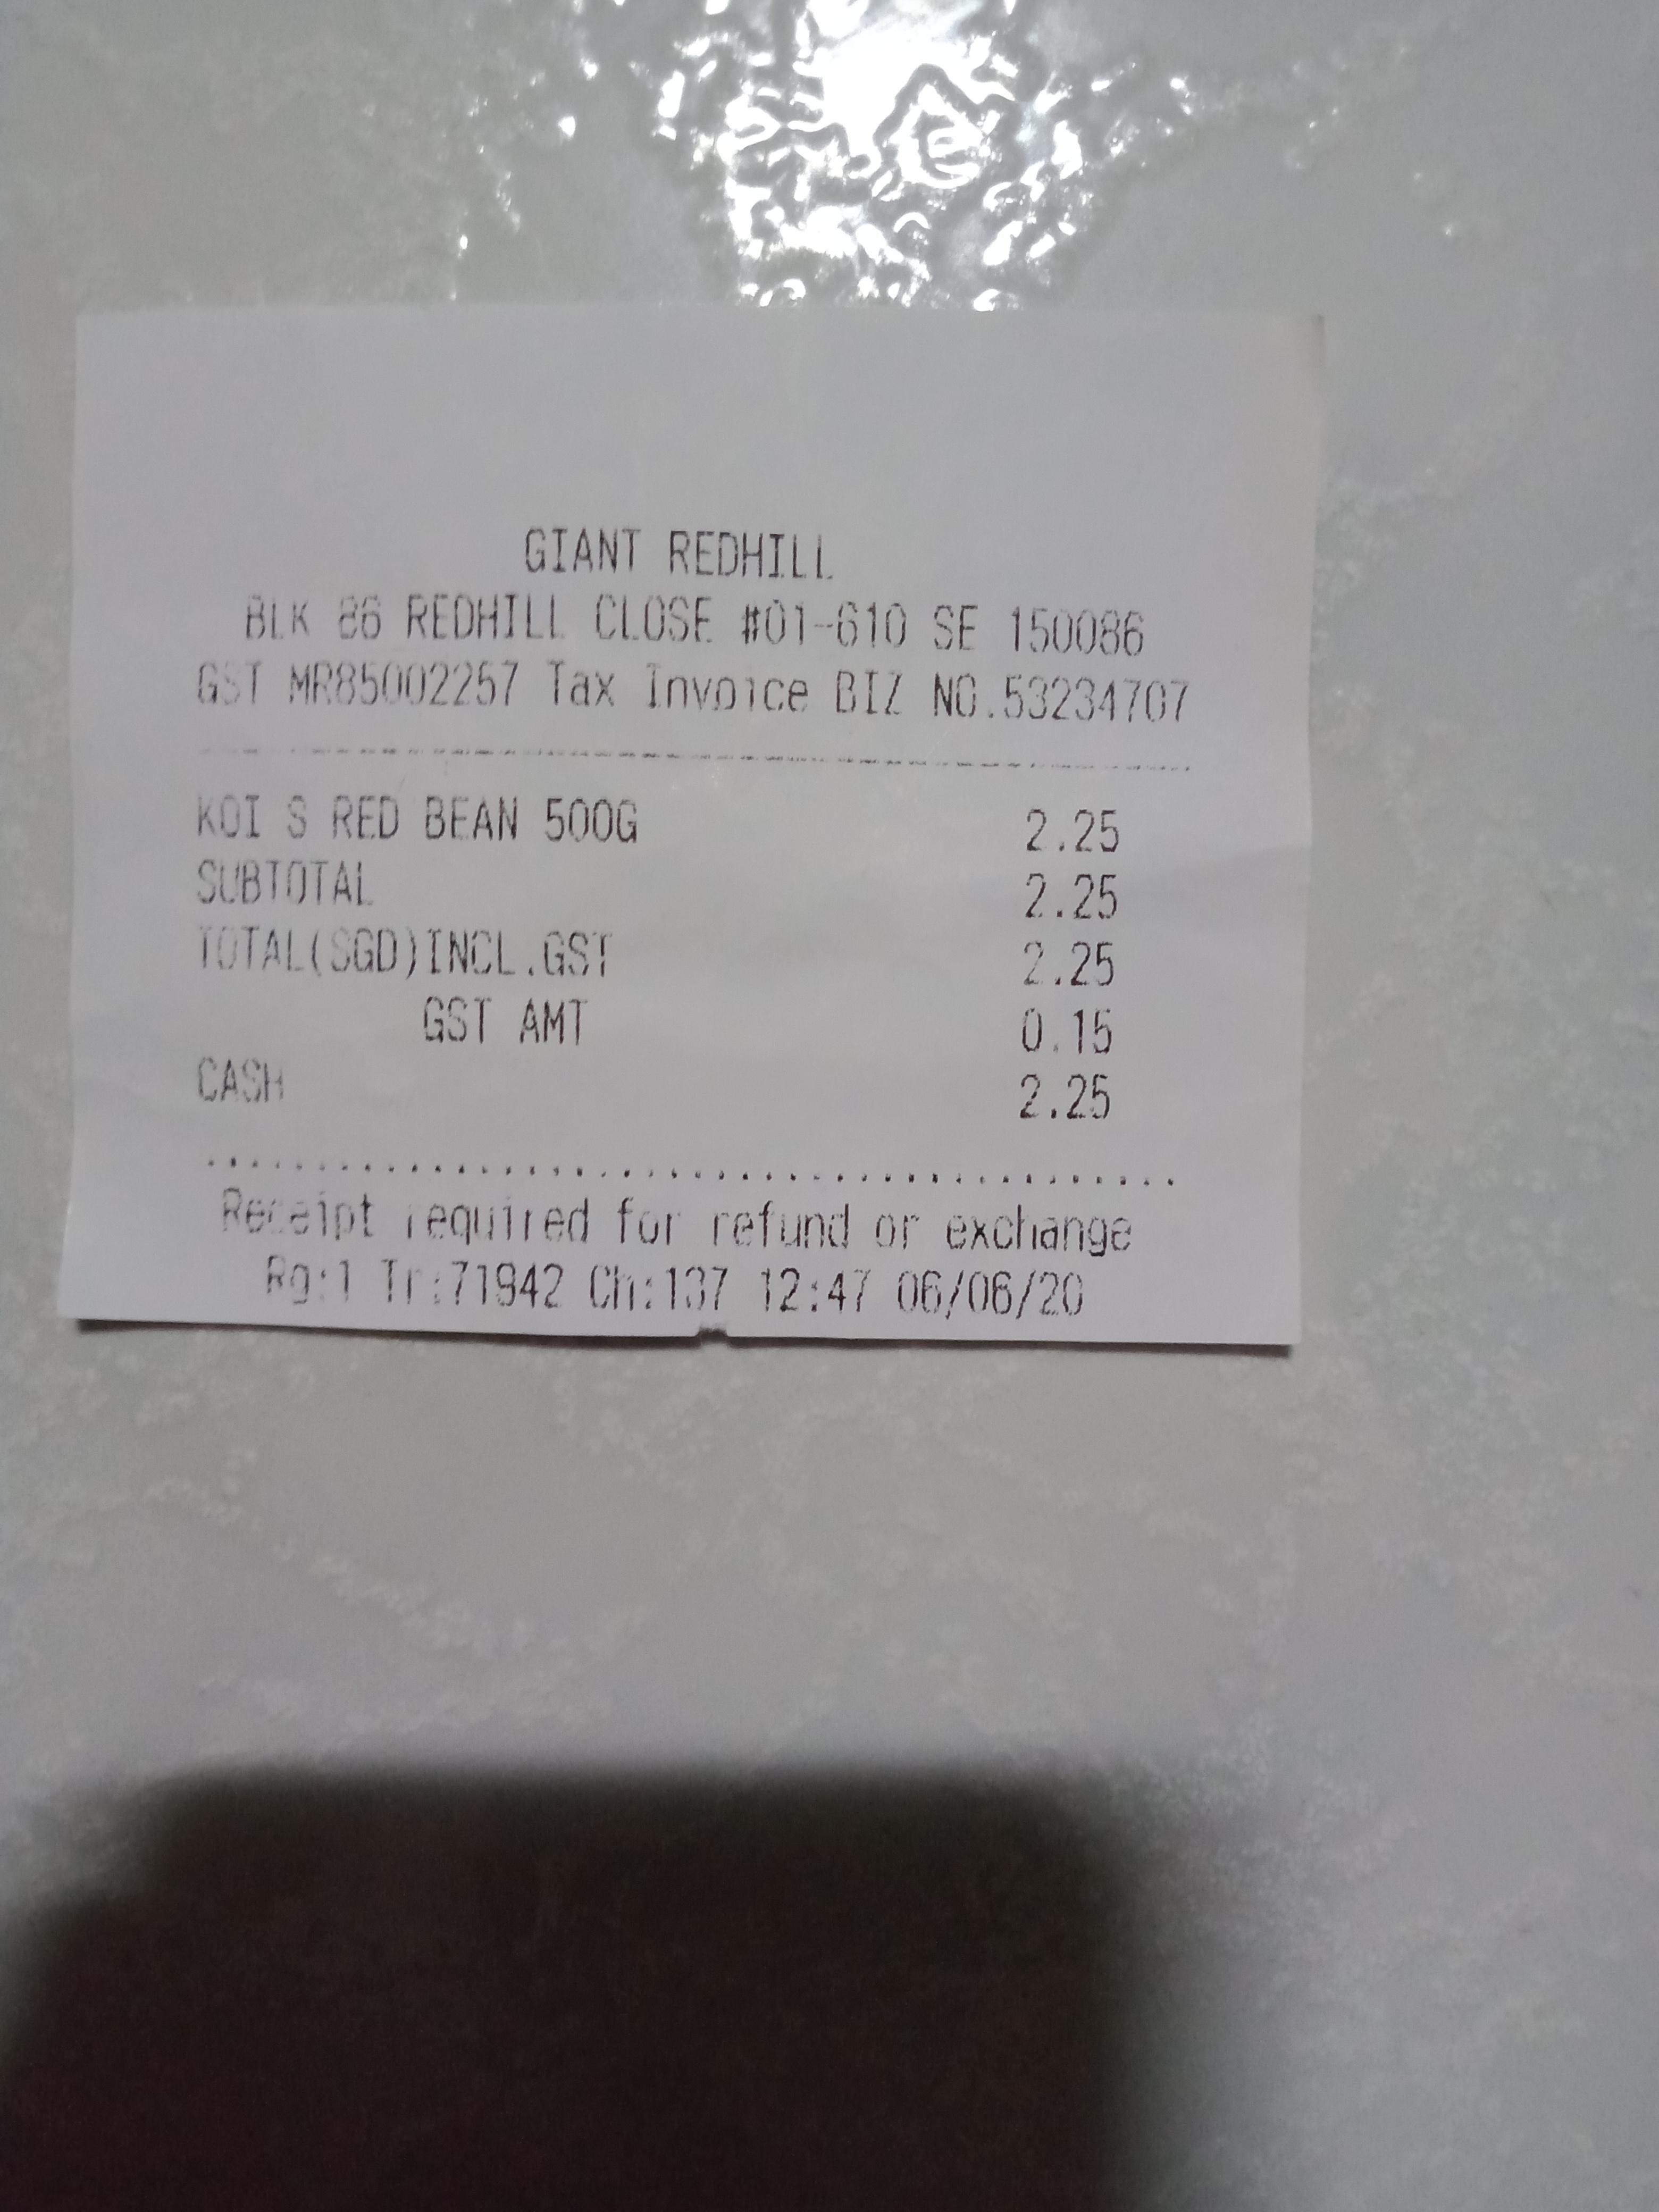 GIANT REDHILL
BLK 86 REDHILL CLOSE #01-610 SE 150086
GST MR85002257 Tax Invoice BIZ NO.53234707
KOI S RED BEAN 500G 2.25
SUBTOTAL 2.25
TOTAL(SGD)INCL.GST 2.25
GST AMT 0.15
CASH 2.25
Receipt required for refund or exchange
Rg:1 Tr:71942 Ch:137 12:47 06/06/20